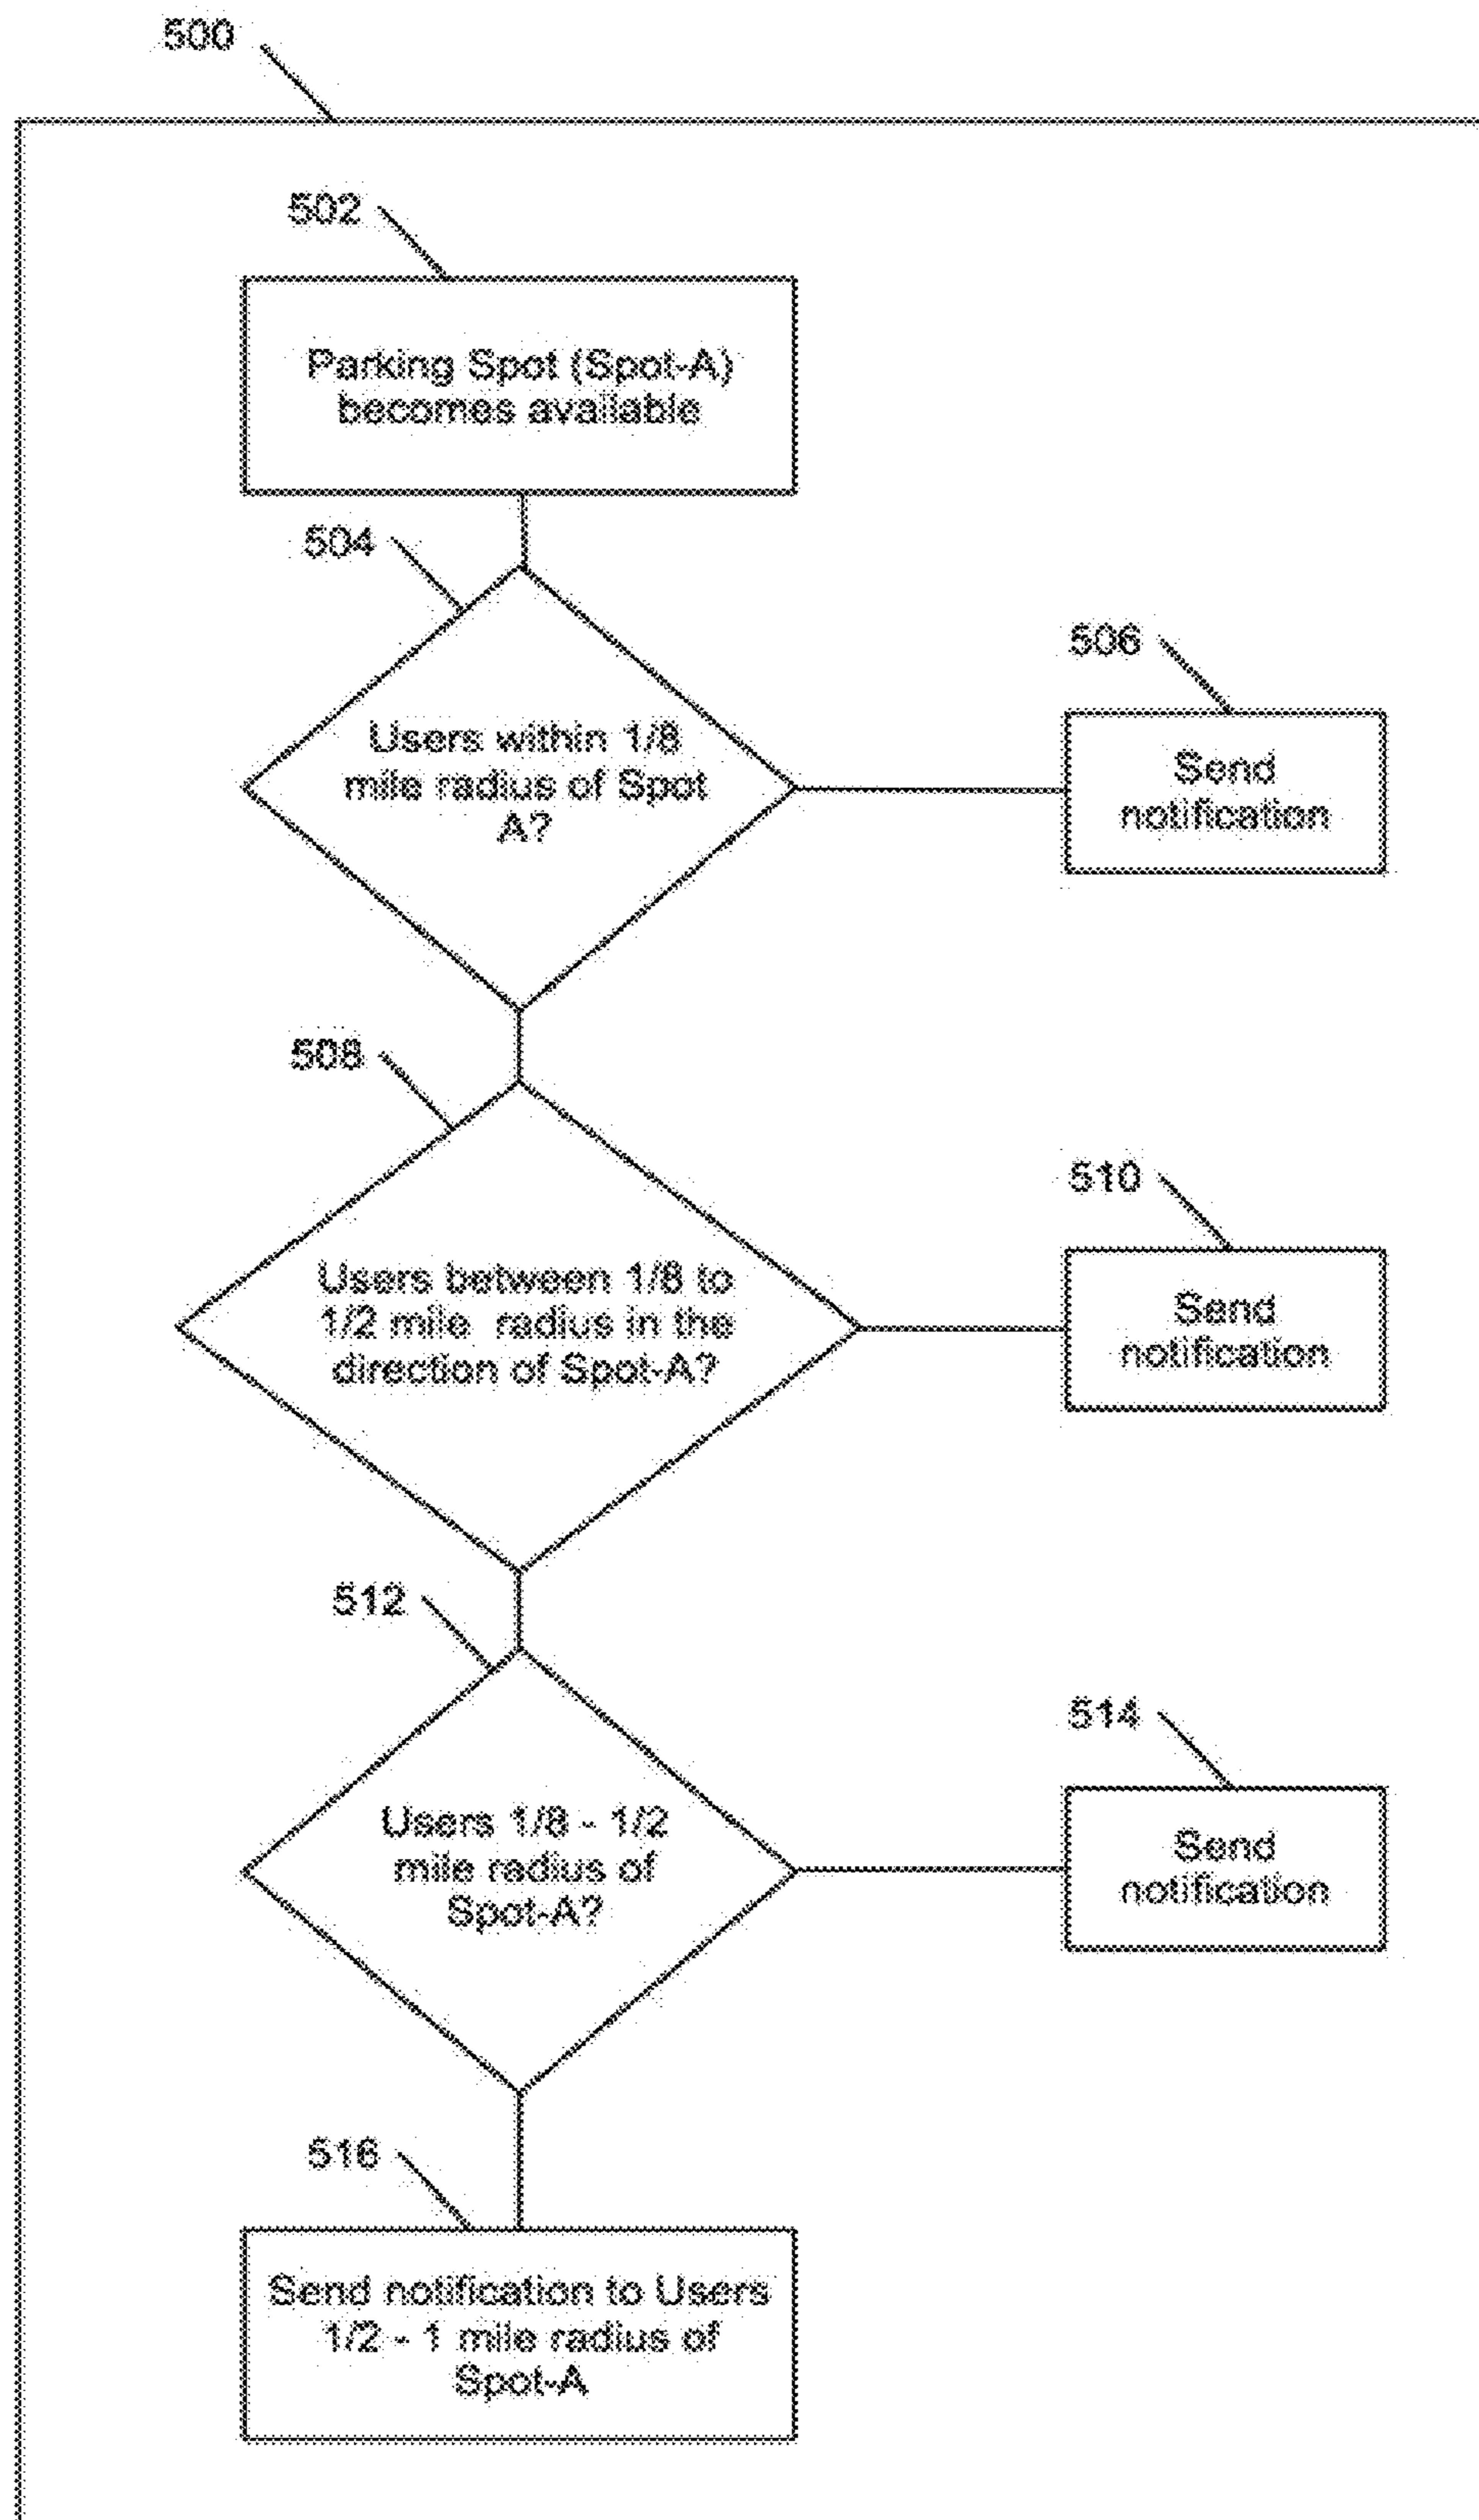 500
502
Parking Spot (Spot-A)
becomes available
504
Users within 1/8
mile radius of Spot
A?
506
Send
notification
508
Users between 1/8 to
1/2 mile radius in the
direction of Spot-A?
510
Send
notification
512
Users 1/8 - 1/2
mile radius of
Spot-A?
514
Send
notification
516
Send notification to Users
1/2 - 1 mile radius of
Spot-A